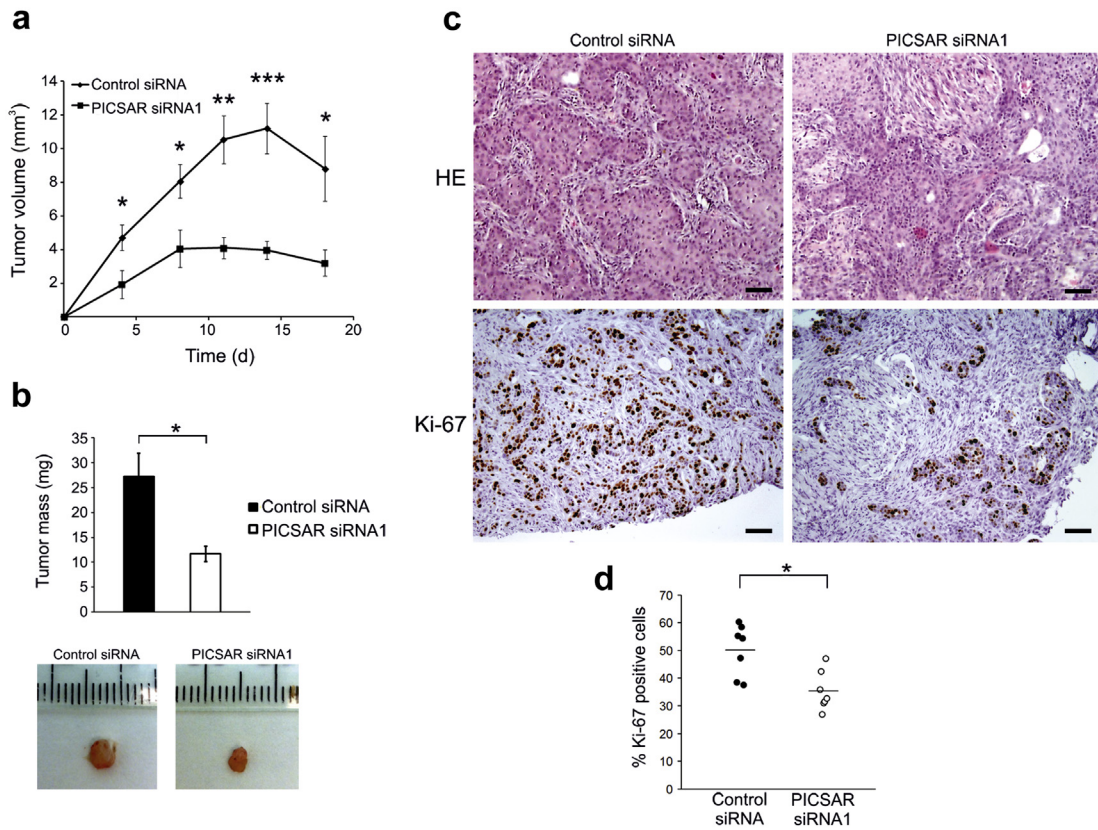 a
Control siRNA
PICSAR siRNA1
Tumor volume (mm³)
14
12
10
8
6
4
2
0 5 10 15 20
Time (d)
* * ** *** *
b
*
Tumor mass (mg)
35
30
25
20
15
10
5
0
Control siRNA
PICSAR siRNA1
Control siRNA PICSAR siRNA1
c
Control siRNA PICSAR siRNA1
HE
Ki-67
d
*
% Ki-67 positive cells
70
60
50
40
30
20
10
0
Control siRNA
PICSAR siRNA1